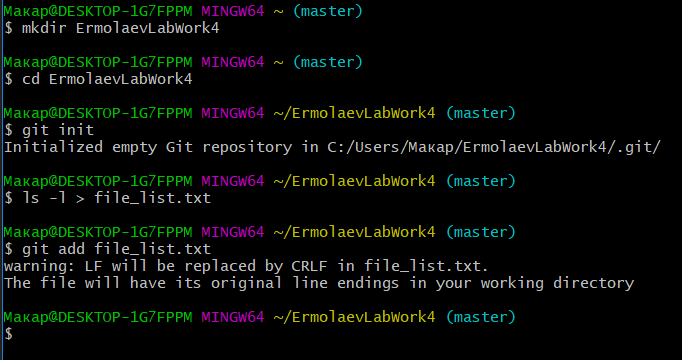 Макар@DESKTOP-1G7FPPM MINGW64 ~ (master)
$ mkdir ErmolaevLabWork4
Макар@DESKTOP-1G7FPPM MINGW64 ~ (master)
$ cd ErmolaevLabWork4
Макар@DESKTOP-1G7FPPM MINGW64 ~/ErmolaevLabWork4 (master)
$ git init
Initialized empty Git repository in C:/Users/Макар/ErmolaevLabWork4/.git/
Макар@DESKTOP-1G7FPPM MINGW64 ~/ErmolaevLabWork4 (master)
$ ls -l > file_list.txt
Макар@DESKTOP-1G7FPPM MINGW64 ~/ErmolaevLabWork4 (master)
$ git add file_list.txt
warning: LF will be replaced by CRLF in file_list.txt.
The file will have its original line endings in your working directory
Макар@DESKTOP-1G7FPPM MINGW64 ~/ErmolaevLabWork4 (master)
$